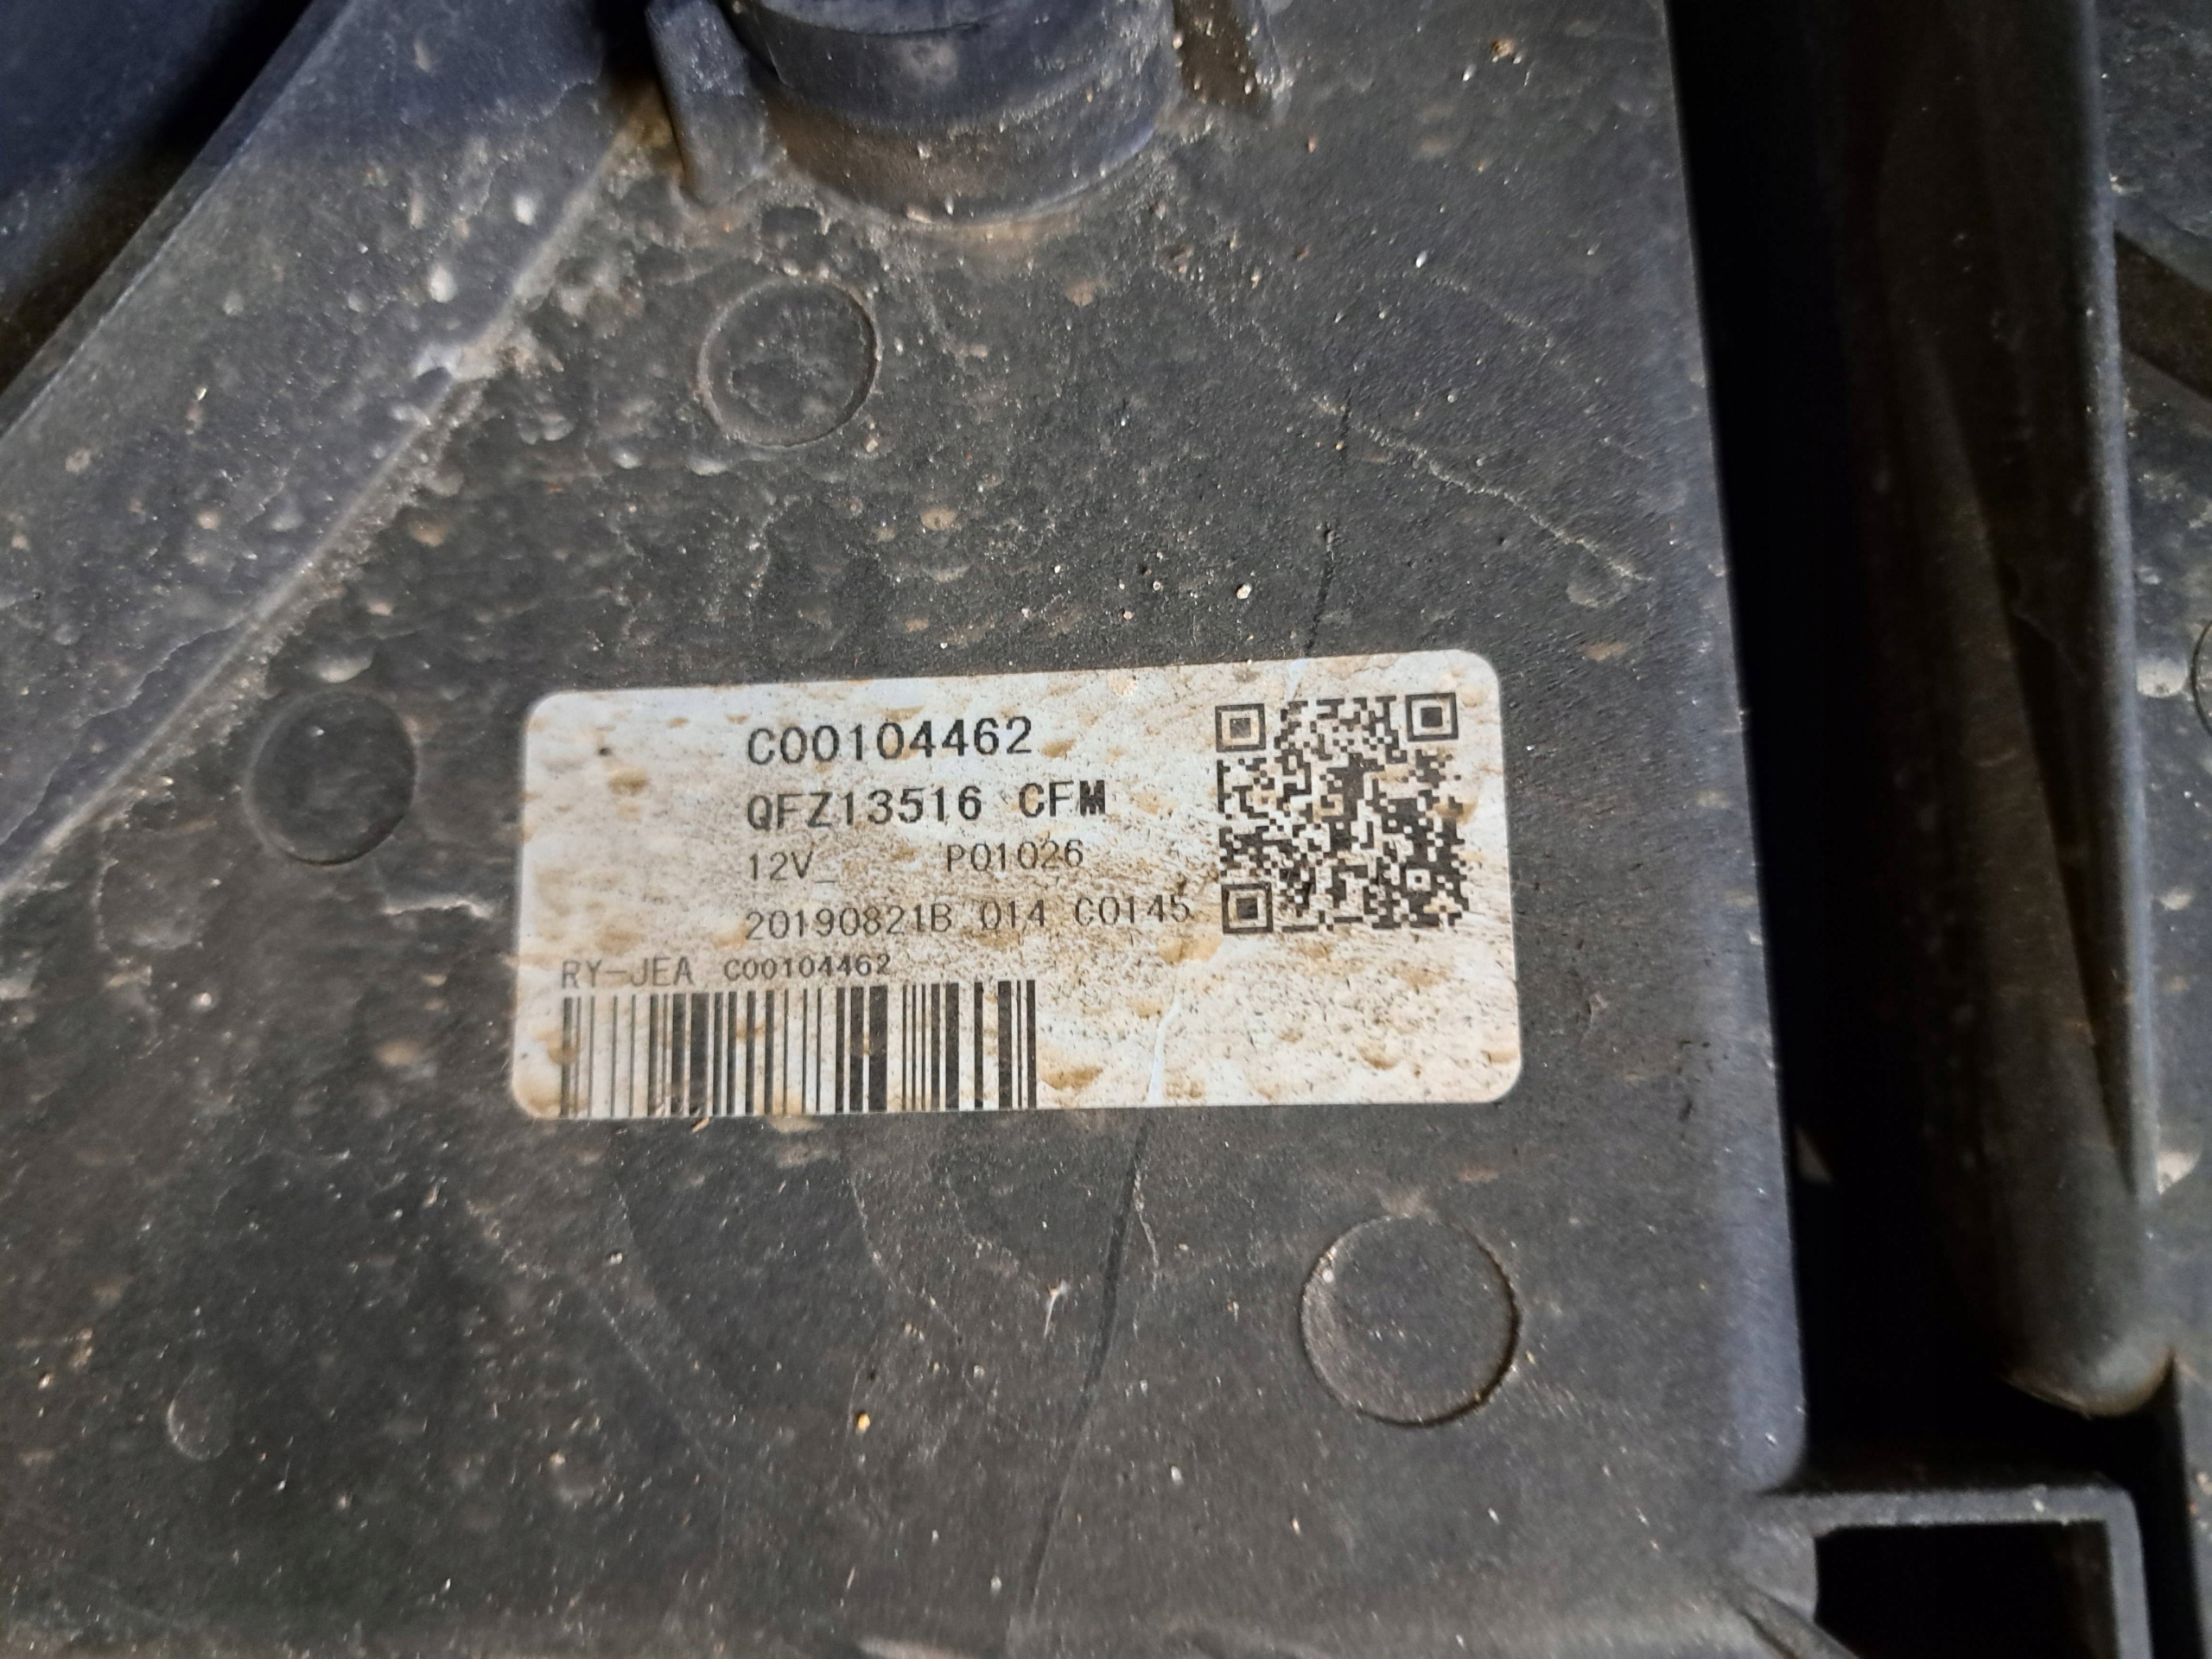 C00104462
QFZ13516 CFM
12V_ P01026
20190821B 014 C0145
RY-JEA C00104462